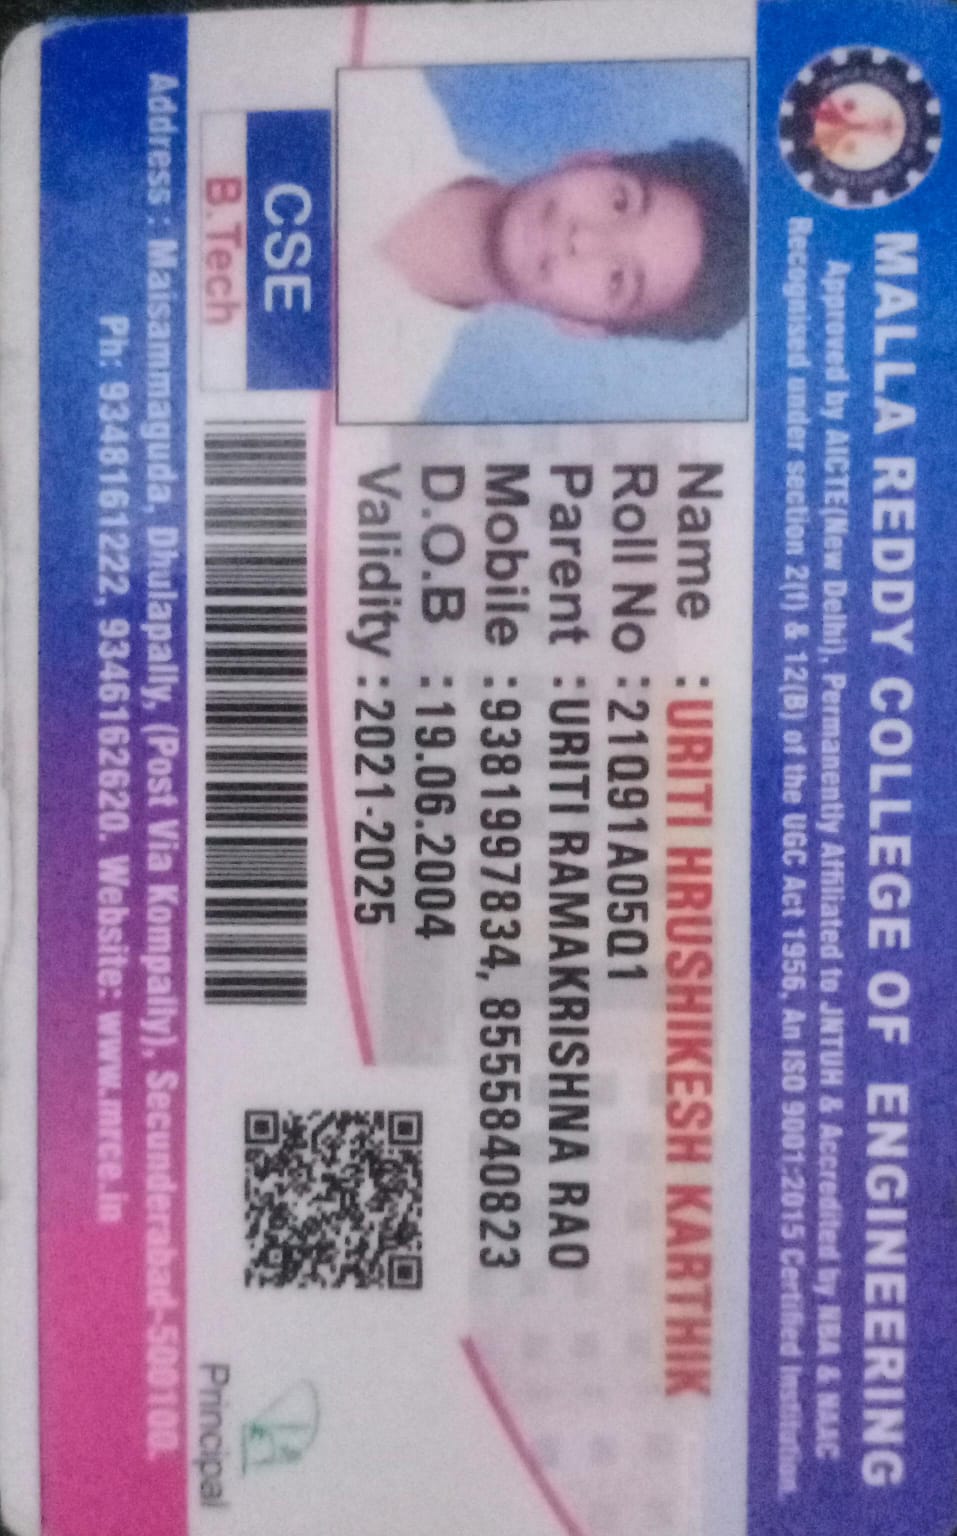 MALLA REDDY COLLEGE OF ENGINEERING
Approved by AICTE(New Delhi), Permanently Affiliated to JNTUH & Accredited by NBA & NAAC
Recognised under section 2(f) & 12(B) of the UGC Act 1956, An ISO 9001:2015 Certified Institution.
Name : URITI HRUSHIKESH KARTHIK
Roll No : 21Q91A05Q1
Parent : URITI RAMAKRISHNA RAO
Mobile : 9381997834, 8555840823
D.O.B : 19.06.2004
Validity : 2021-2025
CSE
B.Tech
Principal
Address : Maisammaguda, Dhulapally, (Post Via Kompally), Secunderabad-500100.
Ph: 9348161222, 9346162620. Website: www.mrce.in